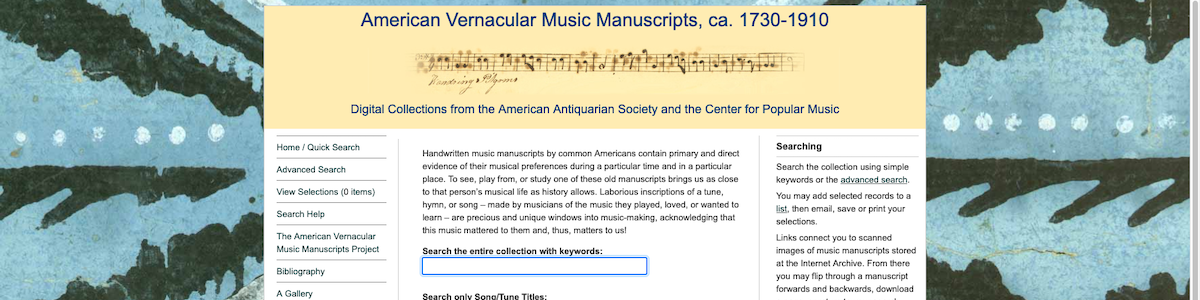 American Vernacular Music Manuscripts, ca. 1730-1910
Wandring Pilgrim
Digital Collections from the American Antiquarian Society and the Center for Popular Music
Home / Quick Search
Advanced Search
View Selections (0 items)
Search Help
The American Vernacular
Music Manuscripts Project
Bibliography
A Gallery
Handwritten music manuscripts by common Americans contain primary and direct
evidence of their musical preferences during a particular time and in a particular
place. To see, play from, or study one of these old manuscripts brings us as close
to that person's musical life as history allows. Laborious inscriptions of a tune,
hymn, or song – made by musicians of the music they played, loved, or wanted to
learn – are precious and unique windows into music-making, acknowledging that
this music mattered to them and, thus, matters to us!
Search the entire collection with keywords:
Search only Song/Tune Titles:
Searching
Search the collection using simple
keywords or the advanced search.
You may add selected records to a
list, then email, save or print your
selections.
Links connect you to scanned
images of music manuscripts stored
at the Internet Archive. From there
you may flip through a manuscript
forwards and backwards, download